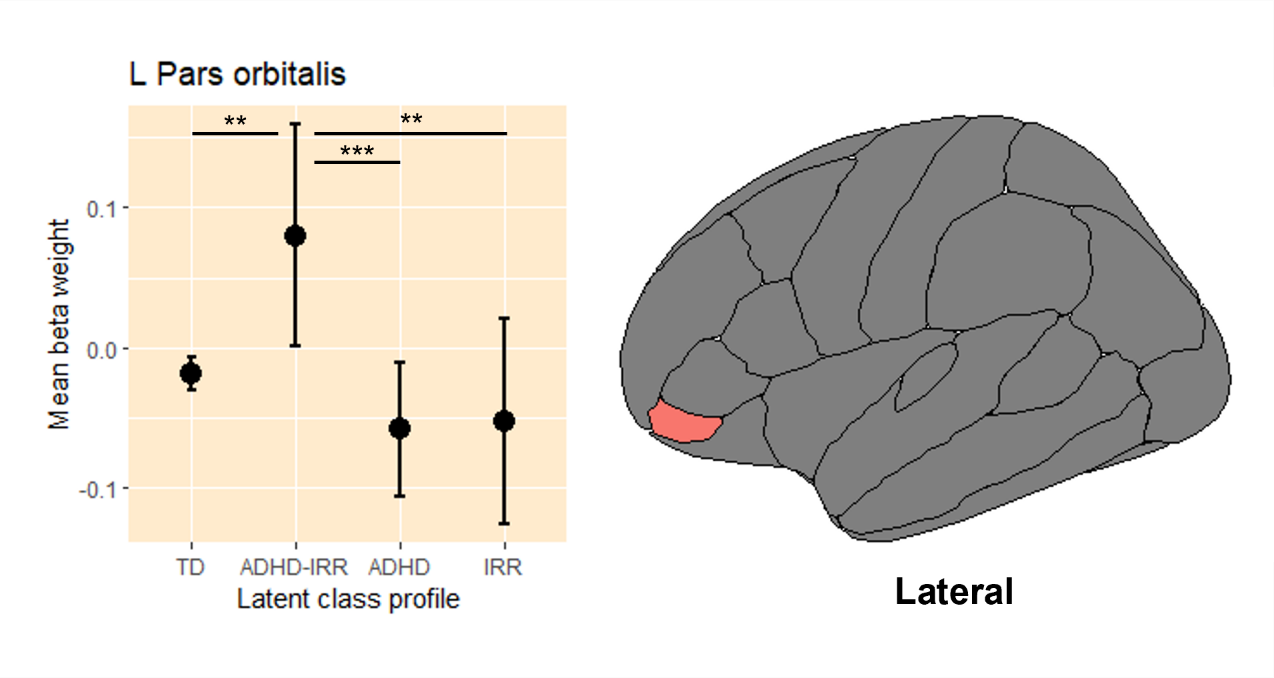 L Pars orbitalis
** **
***
0.1
0.0
-0.1
Mean beta weight
TD ADHD-IRR ADHD IRR
Latent class profile
Lateral